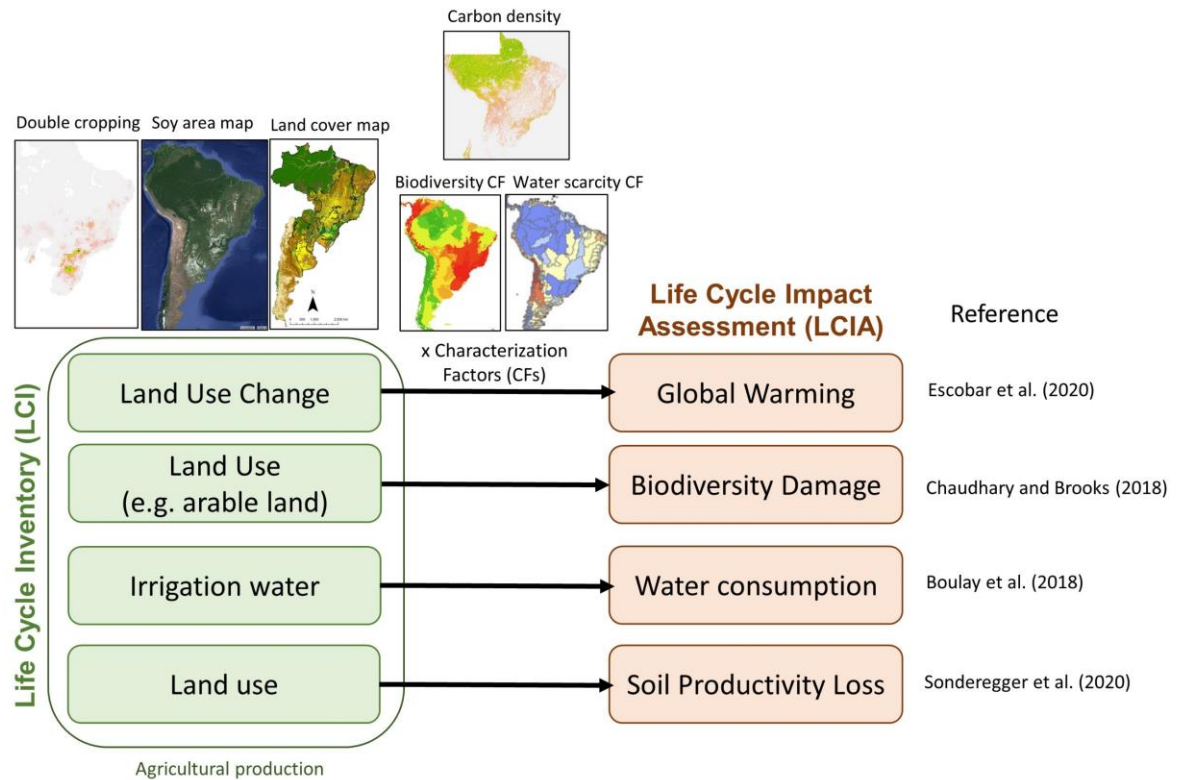 Carbon density
Double cropping
Soy area map
Land cover map
Biodiversity CF
Water scarcity CF
N
Life Cycle Impact
Assessment (LCIA)
Reference
x Characterization
Factors (CFs)
Life Cycle Inventory (LCI)
Land Use Change
Global Warming
Escobar et al. (2020)
Land Use
(e.g. arable land)
Biodiversity Damage
Chaudhary and Brooks (2018)
Irrigation water
Water consumption
Boulay et al. (2018)
Land use
Soil Productivity Loss
Sonderegger et al. (2020)
Agricultural production